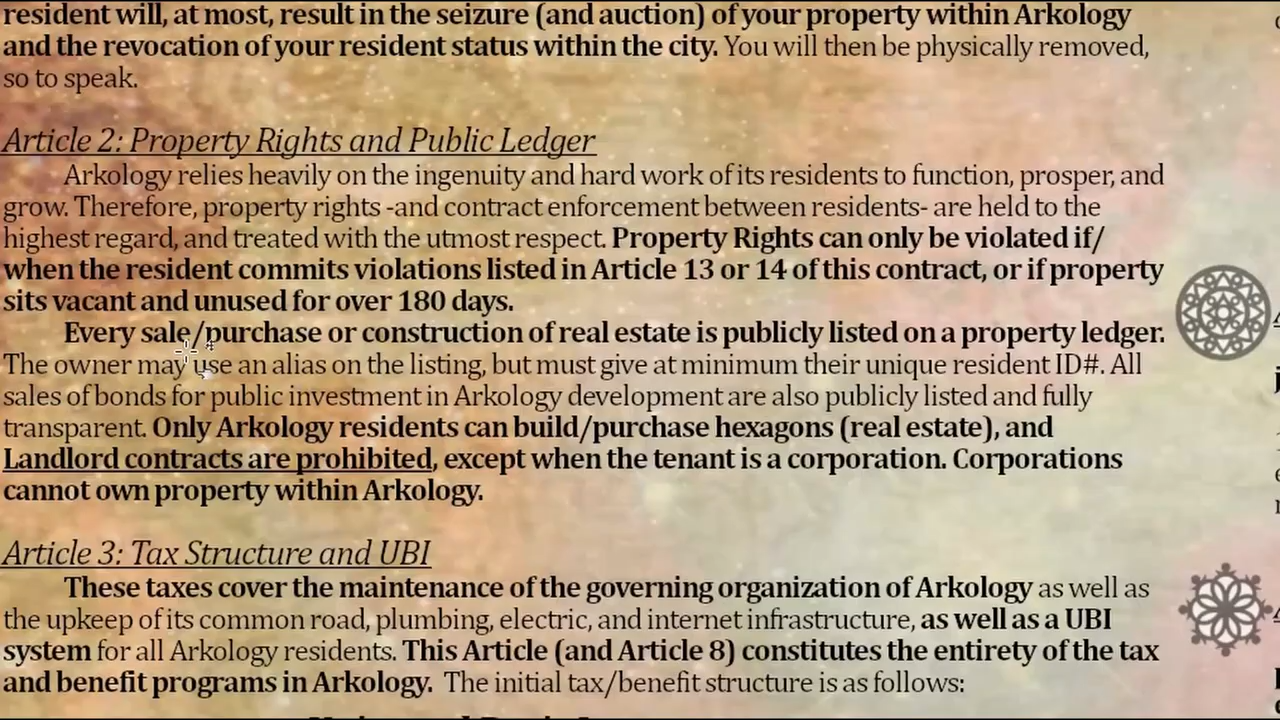 resident will, at most, result in the seizure (and auction) of your property within Arkology
and the revocation of your resident status within the city. You will then be physically removed,
so to speak.
Article 2: Property Rights and Public Ledger
Arkology relies heavily on the ingenuity and hard work of its residents to function, prosper, and
grow. Therefore, property rights -and contract enforcement between residents- are held to the
highest regard, and treated with the utmost respect. Property Rights can only be violated if/
when the resident commits violations listed in Article 13 or 14 of this contract, or if property
sits vacant and unused for over 180 days.
Every sale/purchase or construction of real estate is publicly listed on a property ledger.
The owner may use an alias on the listing, but must give at minimum their unique resident ID#. All
sales of bonds for public investment in Arkology development are also publicly listed and fully
transparent. Only Arkology residents can build/purchase hexagons (real estate), and
Landlord contracts are prohibited, except when the tenant is a corporation. Corporations
cannot own property within Arkology.
Article 3: Tax Structure and UBI
These taxes cover the maintenance of the governing organization of Arkology as well as
the upkeep of its common road, plumbing, electric, and internet infrastructure, as well as a UBI
system for all Arkology residents. This Article (and Article 8) constitutes the entirety of the tax
and benefit programs in Arkology. The initial tax/benefit structure is as follows: